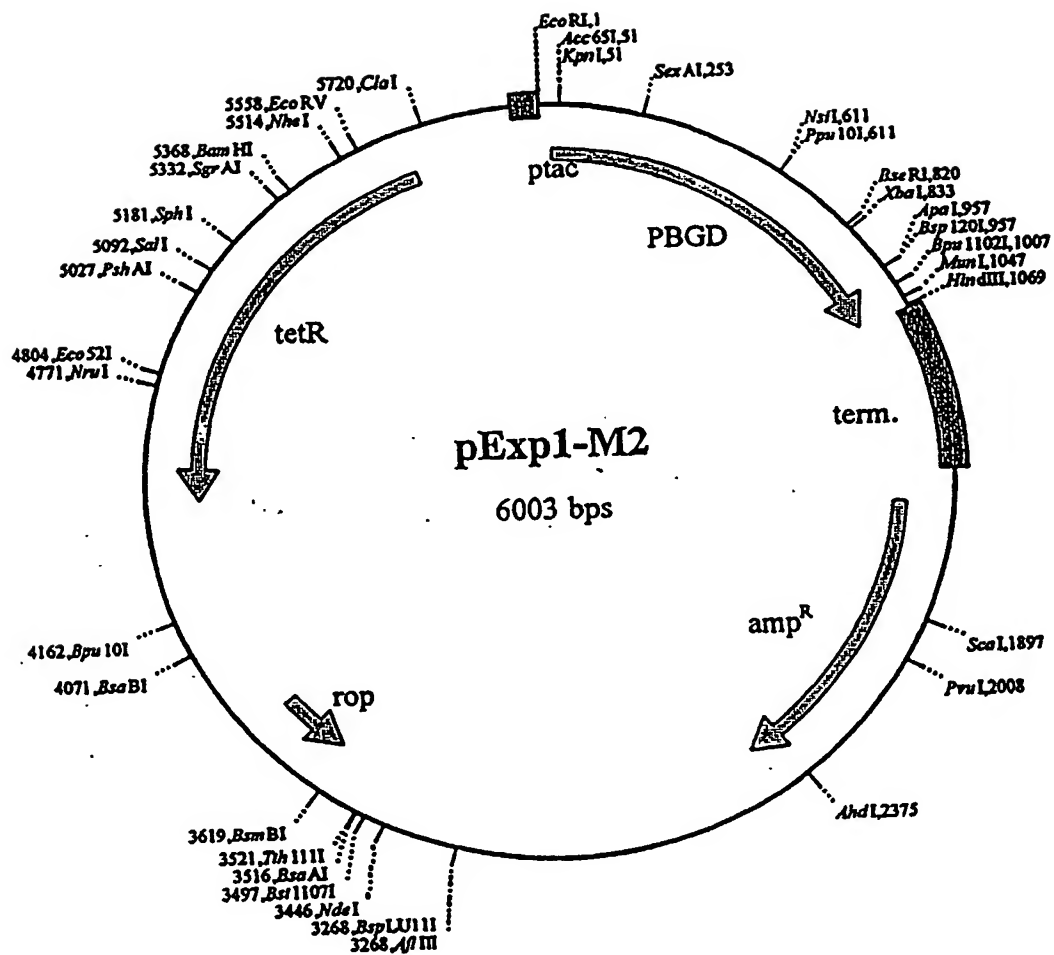 EcoRI,1
Acc65I,51
KpnI,51
SexAI,253
NsiI,611
Ppu10I,611
BseRI,820
XbaI,833
ApaI,957
Bsp120I,957
Bpu1102I,1007
MunI,1047
HindIII,1069
5720,ClaI
5558,EcoRV
5514,NheI
5368,BamHI
5332,SgrAI
5181,SphI
5092,SalI
5027,PshAI
4804,Eco52I
4771,NruI
ptac
PBGD
tetR
term.
pExp1-M2
6003 bps
ampR
ScaI,1897
PvuI,2008
AhdI,2375
4162,Bpu10I
4071,BsaBI
rop
3619,BsmBI
3521,Tth111I
3516,BsaAI
3497,Bst1107I
3446,NdeI
3268,BspLU11I
3268,AflIII